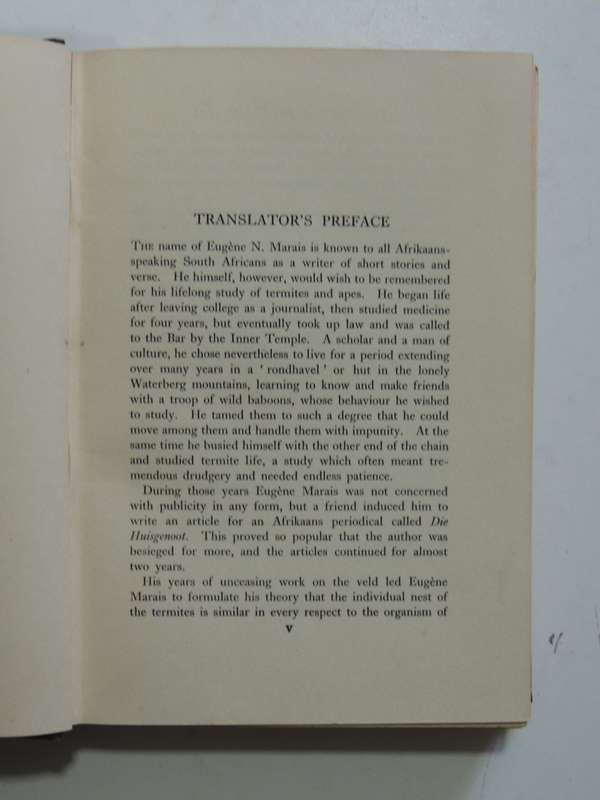 TRANSLATOR'S PREFACE
THE name of Eugène N. Marais is known to all Afrikaans-
speaking South Africans as a writer of short stories and
verse. He himself, however, would wish to be remembered
for his lifelong study of termites and apes. He began life
after leaving college as a journalist, then studied medicine
for four years, but eventually took up law and was called
to the Bar by the Inner Temple. A scholar and a man of
culture, he chose nevertheless to live for a period extending
over many years in a 'rondhavel' or hut in the lonely
Waterberg mountains, learning to know and make friends
with a troop of wild baboons, whose behaviour he wished
to study. He tamed them to such a degree that he could
move among them and handle them with impunity. At the
same time he busied himself with the other end of the chain
and studied termite life, a study which often meant tre-
mendous drudgery and needed endless patience.
During those years Eugène Marais was not concerned
with publicity in any form, but a friend induced him to
write an article for an Afrikaans periodical called Die
Huisgenoot. This proved so popular that the author was
besieged for more, and the articles continued for almost
two years.
His years of unceasing work on the veld led Eugène
Marais to formulate his theory that the individual nest of
the termites is similar in every respect to the organism of
v